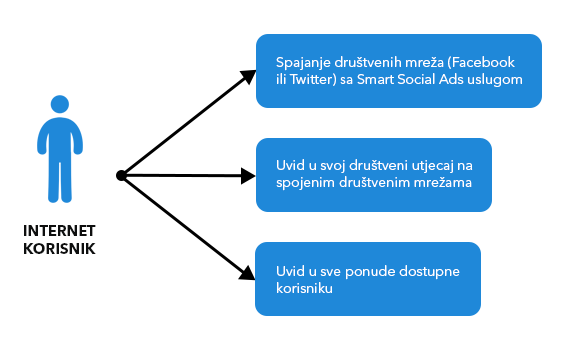 Spajanje društvenih mreža (Facebook
ili Twitter) sa Smart Social Ads uslugom
Uvid u svoj društveni utjecaj na
spojenim društvenim mrežama
INTERNET
KORISNIK
Uvid u sve ponude dostupne
korisniku